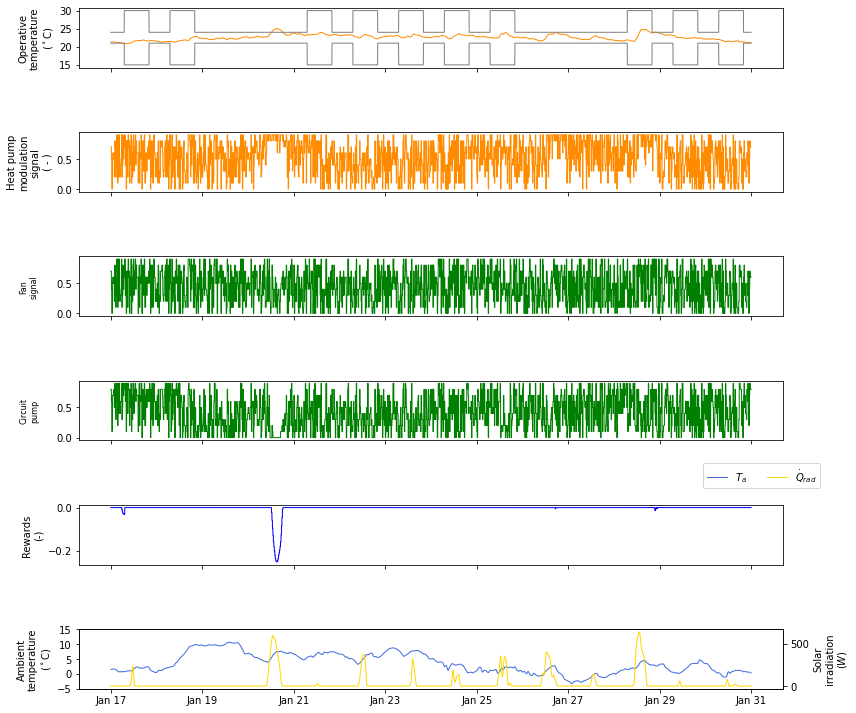 Operative
temperature
(°C)
30
25
20
15
Heat pump
modulation
signal
( - )
0.5
0.0
Fan
signal
0.5
0.0
Circuit
pump
0.5
0.0
T_a Q̇_rad
Rewards
(-)
0.0
−0.2
Ambient
temperature
(°C)
15
10
5
0
−5
500
0
Solar
irradiation
(W)
Jan 17 Jan 19 Jan 21 Jan 23 Jan 25 Jan 27 Jan 29 Jan 31